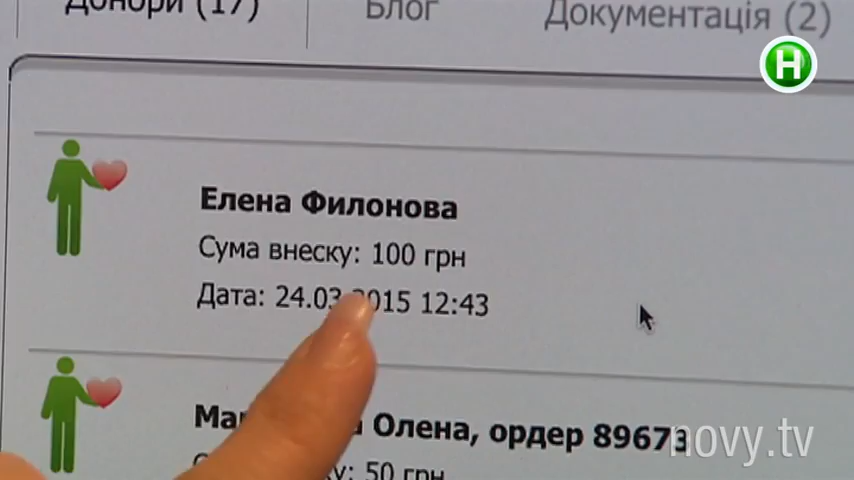 Донори (17) Блог Документація (2)
Н
Елена Филонова
Сума внеску: 100 грн
Дата: 24.03.2015 12:43
Олена, ордер 89673
50 грн
novy.tv